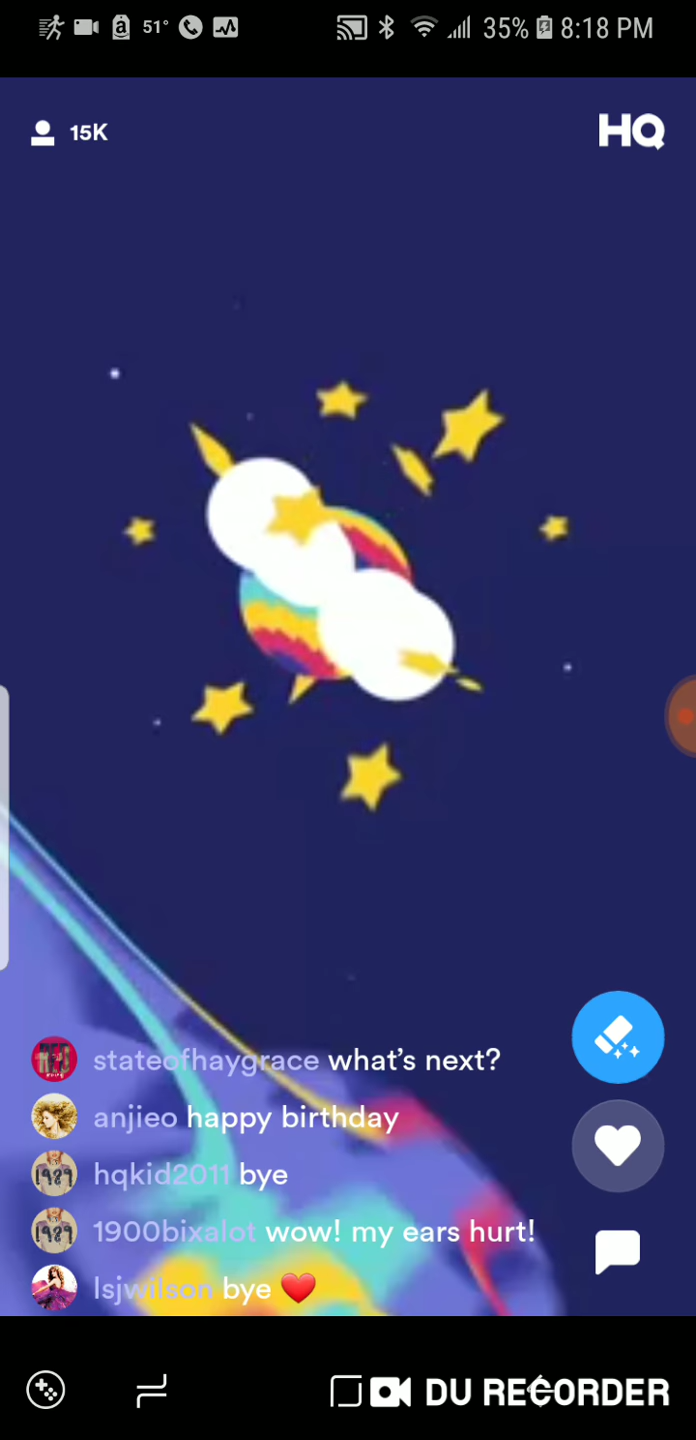 51° 35% 8:18 PM
15K HQ
stateofhaygrace what's next?
anjieo happy birthday
hqkid2011 bye
1900bixalot wow! my ears hurt!
lsjwilson bye ❤️
DU RECORDER